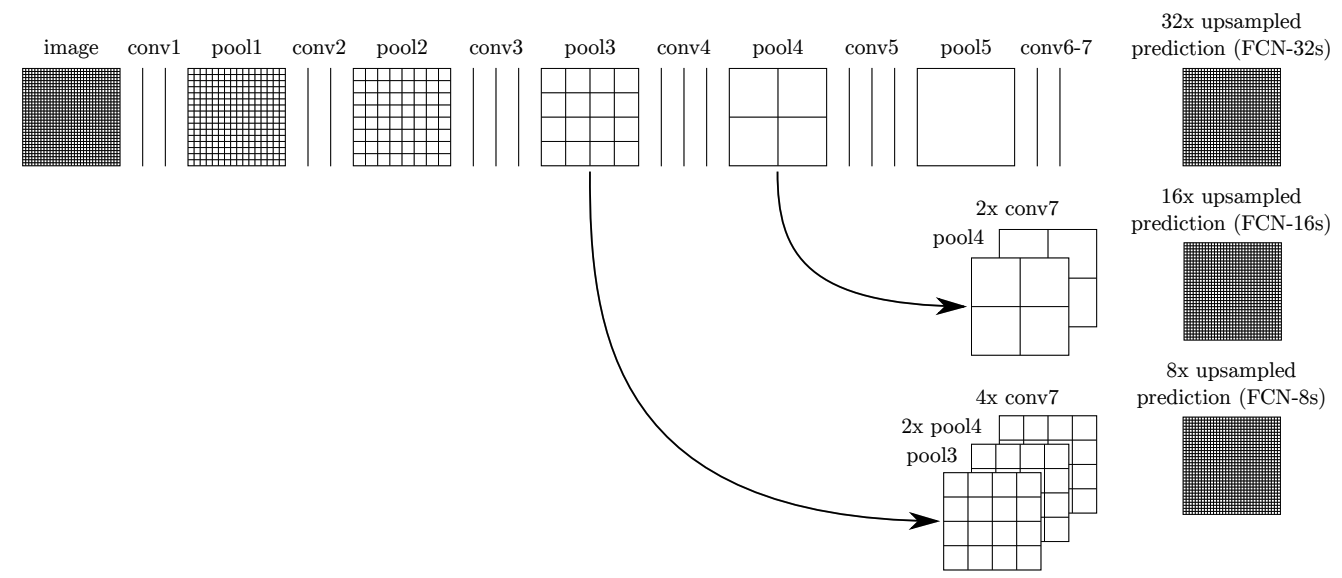 image conv1 pool1 conv2 pool2 conv3 pool3 conv4 pool4 conv5 pool5 conv6-7
32x upsampled
prediction (FCN-32s)
2x conv7
pool4
16x upsampled
prediction (FCN-16s)
4x conv7
2x pool4
pool3
8x upsampled
prediction (FCN-8s)